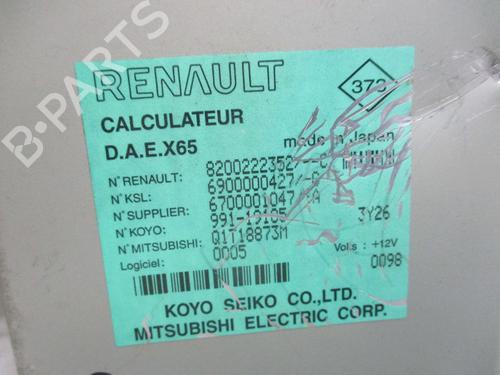 RENAULT
373
CALCULATEUR
D.A.E.X65
made in Japan
N° RENAULT: 8200222352/--C
N° KSL: 6900000427
N° SUPPLIER: 6700001047
N° KOYO: 991-19105 3Y26
N° MITSUBISHI: Q1T18873M Volts: +12V
Logiciel: 0005 0098
KOYO SEIKO CO.,LTD.
MITSUBISHI ELECTRIC CORP.
B-PARTS